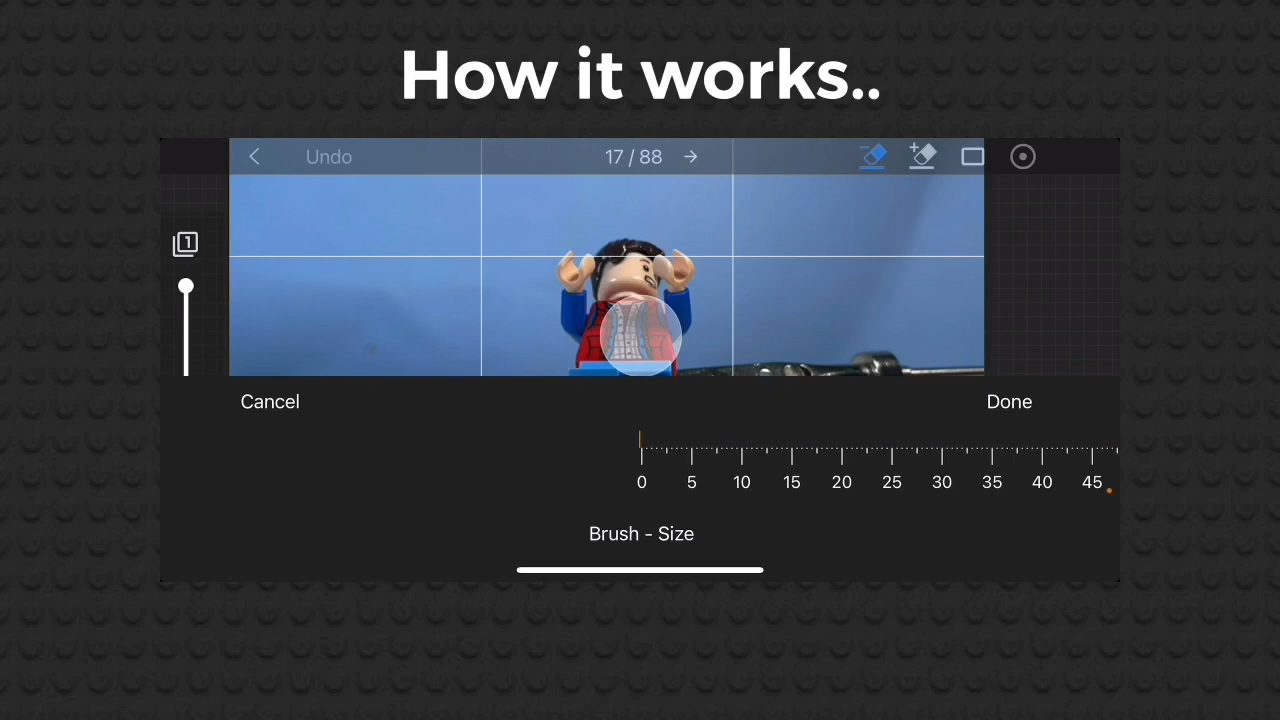 How it works..
Undo 17 / 88
1
Cancel Done
0 5 10 15 20 25 30 35 40 45
Brush - Size